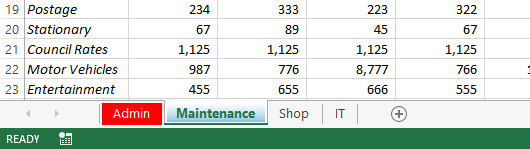 19 Postage 234 333 223 322
20 Stationary 67 89 45 67
21 Council Rates 1,125 1,125 1,125 1,125
22 Motor Vehicles 987 776 8,777 766
23 Entertainment 455 655 666 555
Admin Maintenance Shop IT
READY